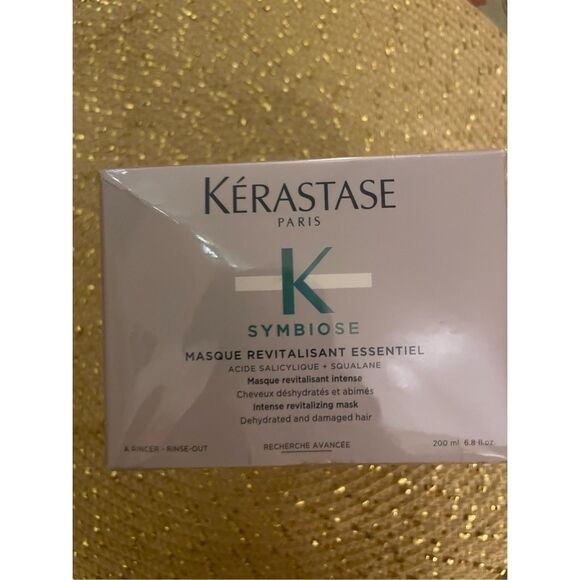 KÉRASTASE
PARIS
K
SYMBIOSE
MASQUE REVITALISANT ESSENTIEL
ACIDE SALICYLIQUE + SQUALANE
Masque revitalisant intense
Cheveux déshydratés et abimés
Intense revitalizing mask
Dehydrated and damaged hair
À RINCER - RINSE-OUT
RECHERCHE AVANCÉE
200 ml 6.8 fl.oz.